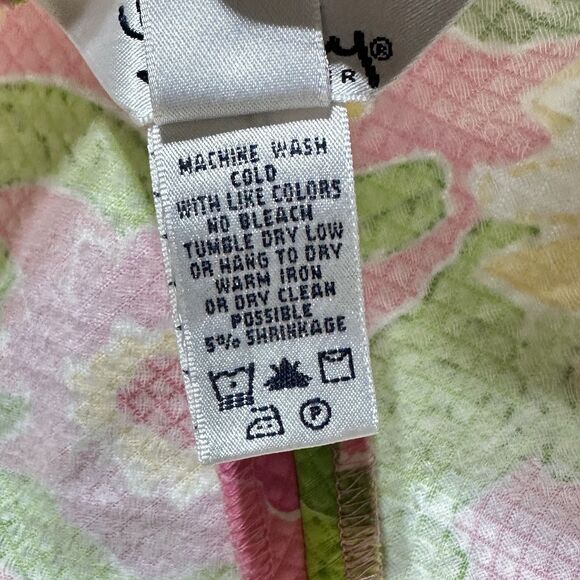 ®
R
MACHINE WASH
COLD
WITH LIKE COLORS
NO BLEACH
TUMBLE DRY LOW
OR HANG TO DRY
WARM IRON
OR DRY CLEAN
POSSIBLE
5% SHRINKAGE
P